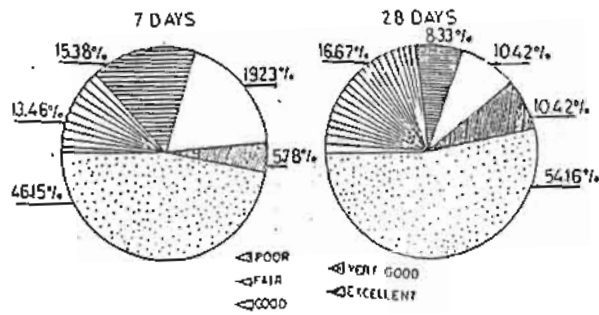 7 DAYS
15.38%
19.23%
13.46%
5.78%
46.15%
28 DAYS
8.33%
16.67%
10.42%
10.42%
54.16%
POOR
FAIR
GOOD
VERY GOOD
EXCELLENT